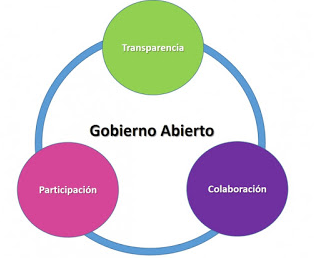 Transparencia
Gobierno Abierto
Participación
Colaboración